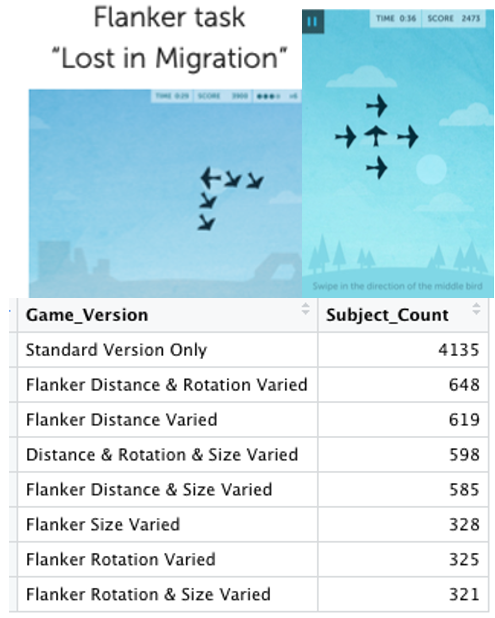 Flanker task
“Lost in Migration”
TIME 0:29 SCORE 3900 x6
TIME 0:36 SCORE 2473
Swipe in the direction of the middle bird
Game_Version Subject_Count
Standard Version Only 4135
Flanker Distance & Rotation Varied 648
Flanker Distance Varied 619
Distance & Rotation & Size Varied 598
Flanker Distance & Size Varied 585
Flanker Size Varied 328
Flanker Rotation Varied 325
Flanker Rotation & Size Varied 321